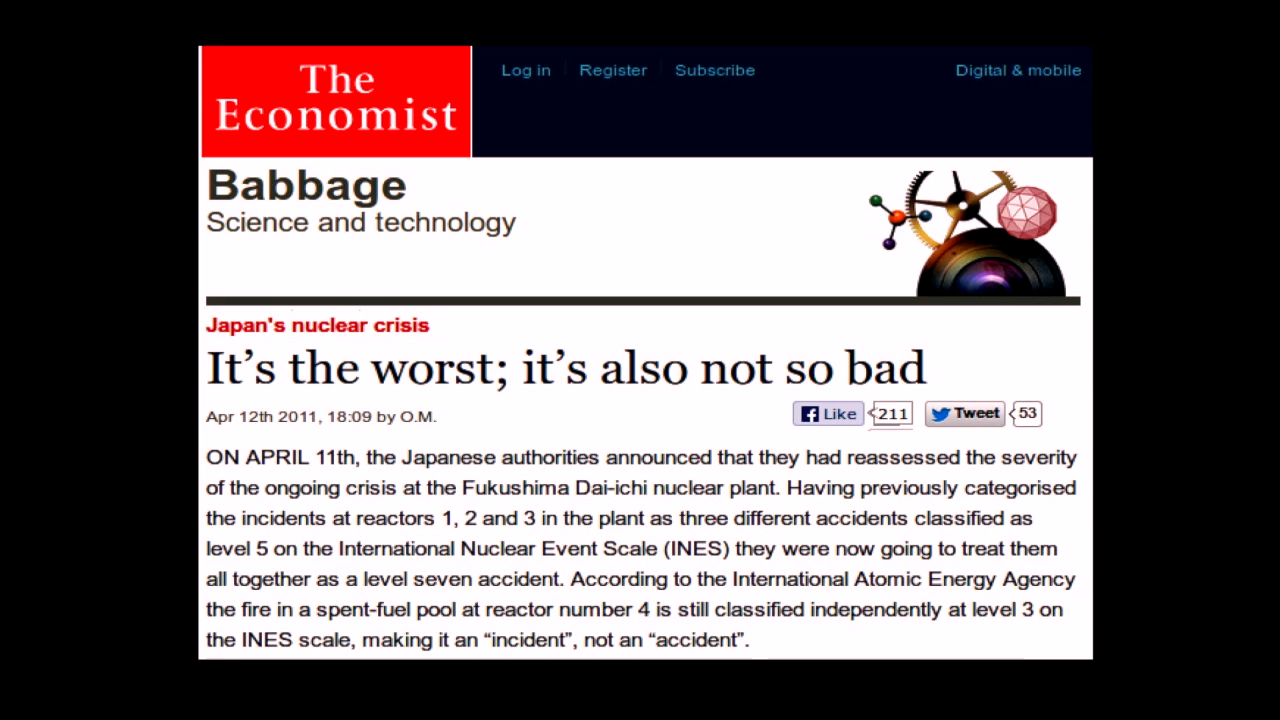 The
Economist
Log in Register Subscribe Digital & mobile
Babbage
Science and technology
Japan's nuclear crisis
It’s the worst; it’s also not so bad
Apr 12th 2011, 18:09 by O.M. Like 211 Tweet 53
ON APRIL 11th, the Japanese authorities announced that they had reassessed the severity
of the ongoing crisis at the Fukushima Dai-ichi nuclear plant. Having previously categorised
the incidents at reactors 1, 2 and 3 in the plant as three different accidents classified as
level 5 on the International Nuclear Event Scale (INES) they were now going to treat them
all together as a level seven accident. According to the International Atomic Energy Agency
the fire in a spent-fuel pool at reactor number 4 is still classified independently at level 3 on
the INES scale, making it an “incident”, not an “accident”.